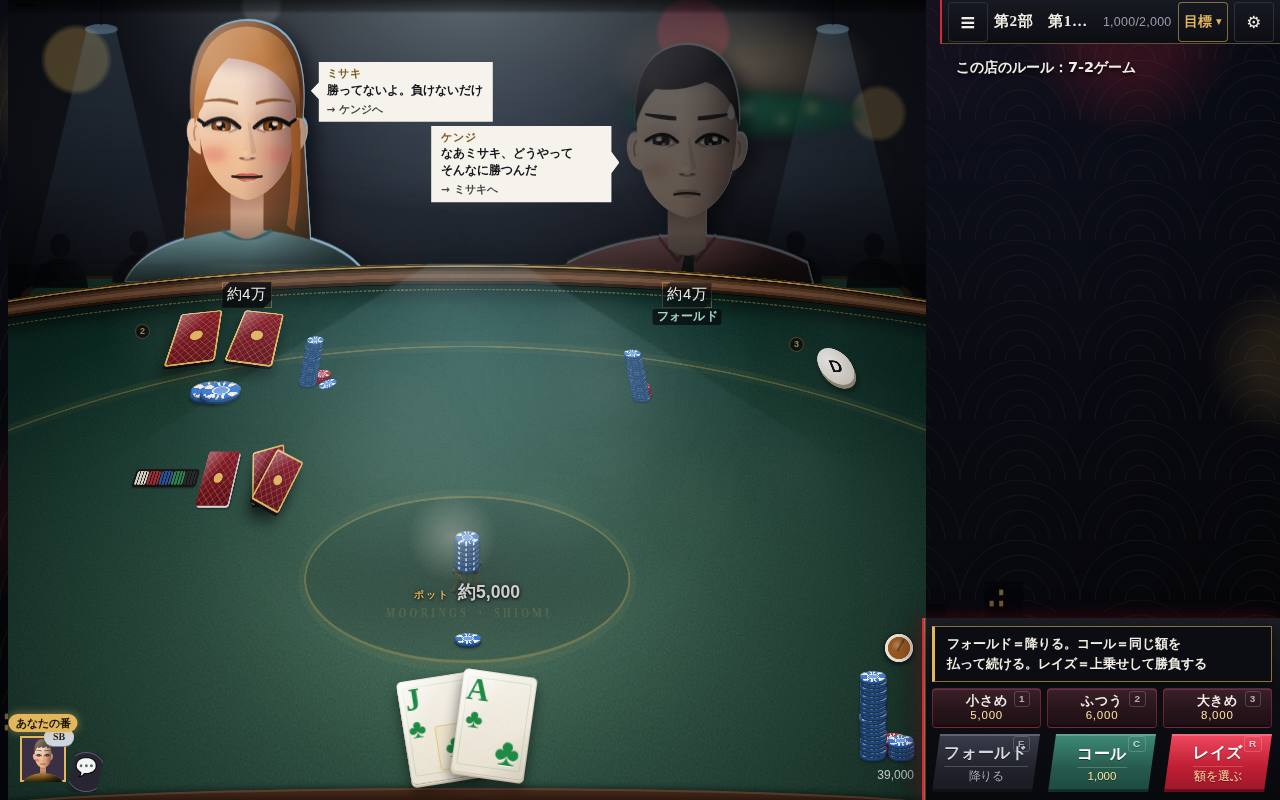 第2部 第1… 1,000/2,000 目標▼
この店のルール：7-2ゲーム
ミサキ
勝ってないよ。負けないだけ
→ ケンジへ
ケンジ
なあミサキ、どうやって
そんなに勝つんだ
→ ミサキへ
約4万
約4万
フォールド
2
3
D
ポット 約5,000
MOORINGS · SHIOMI
J
A
39,000
あなたの番
SB
フォールド＝降りる。コール＝同じ額を
払って続ける。レイズ＝上乗せして勝負する
小さめ 1
5,000
ふつう 2
6,000
大きめ 3
8,000
フォールド F
降りる
コール C
1,000
レイズ R
額を選ぶ